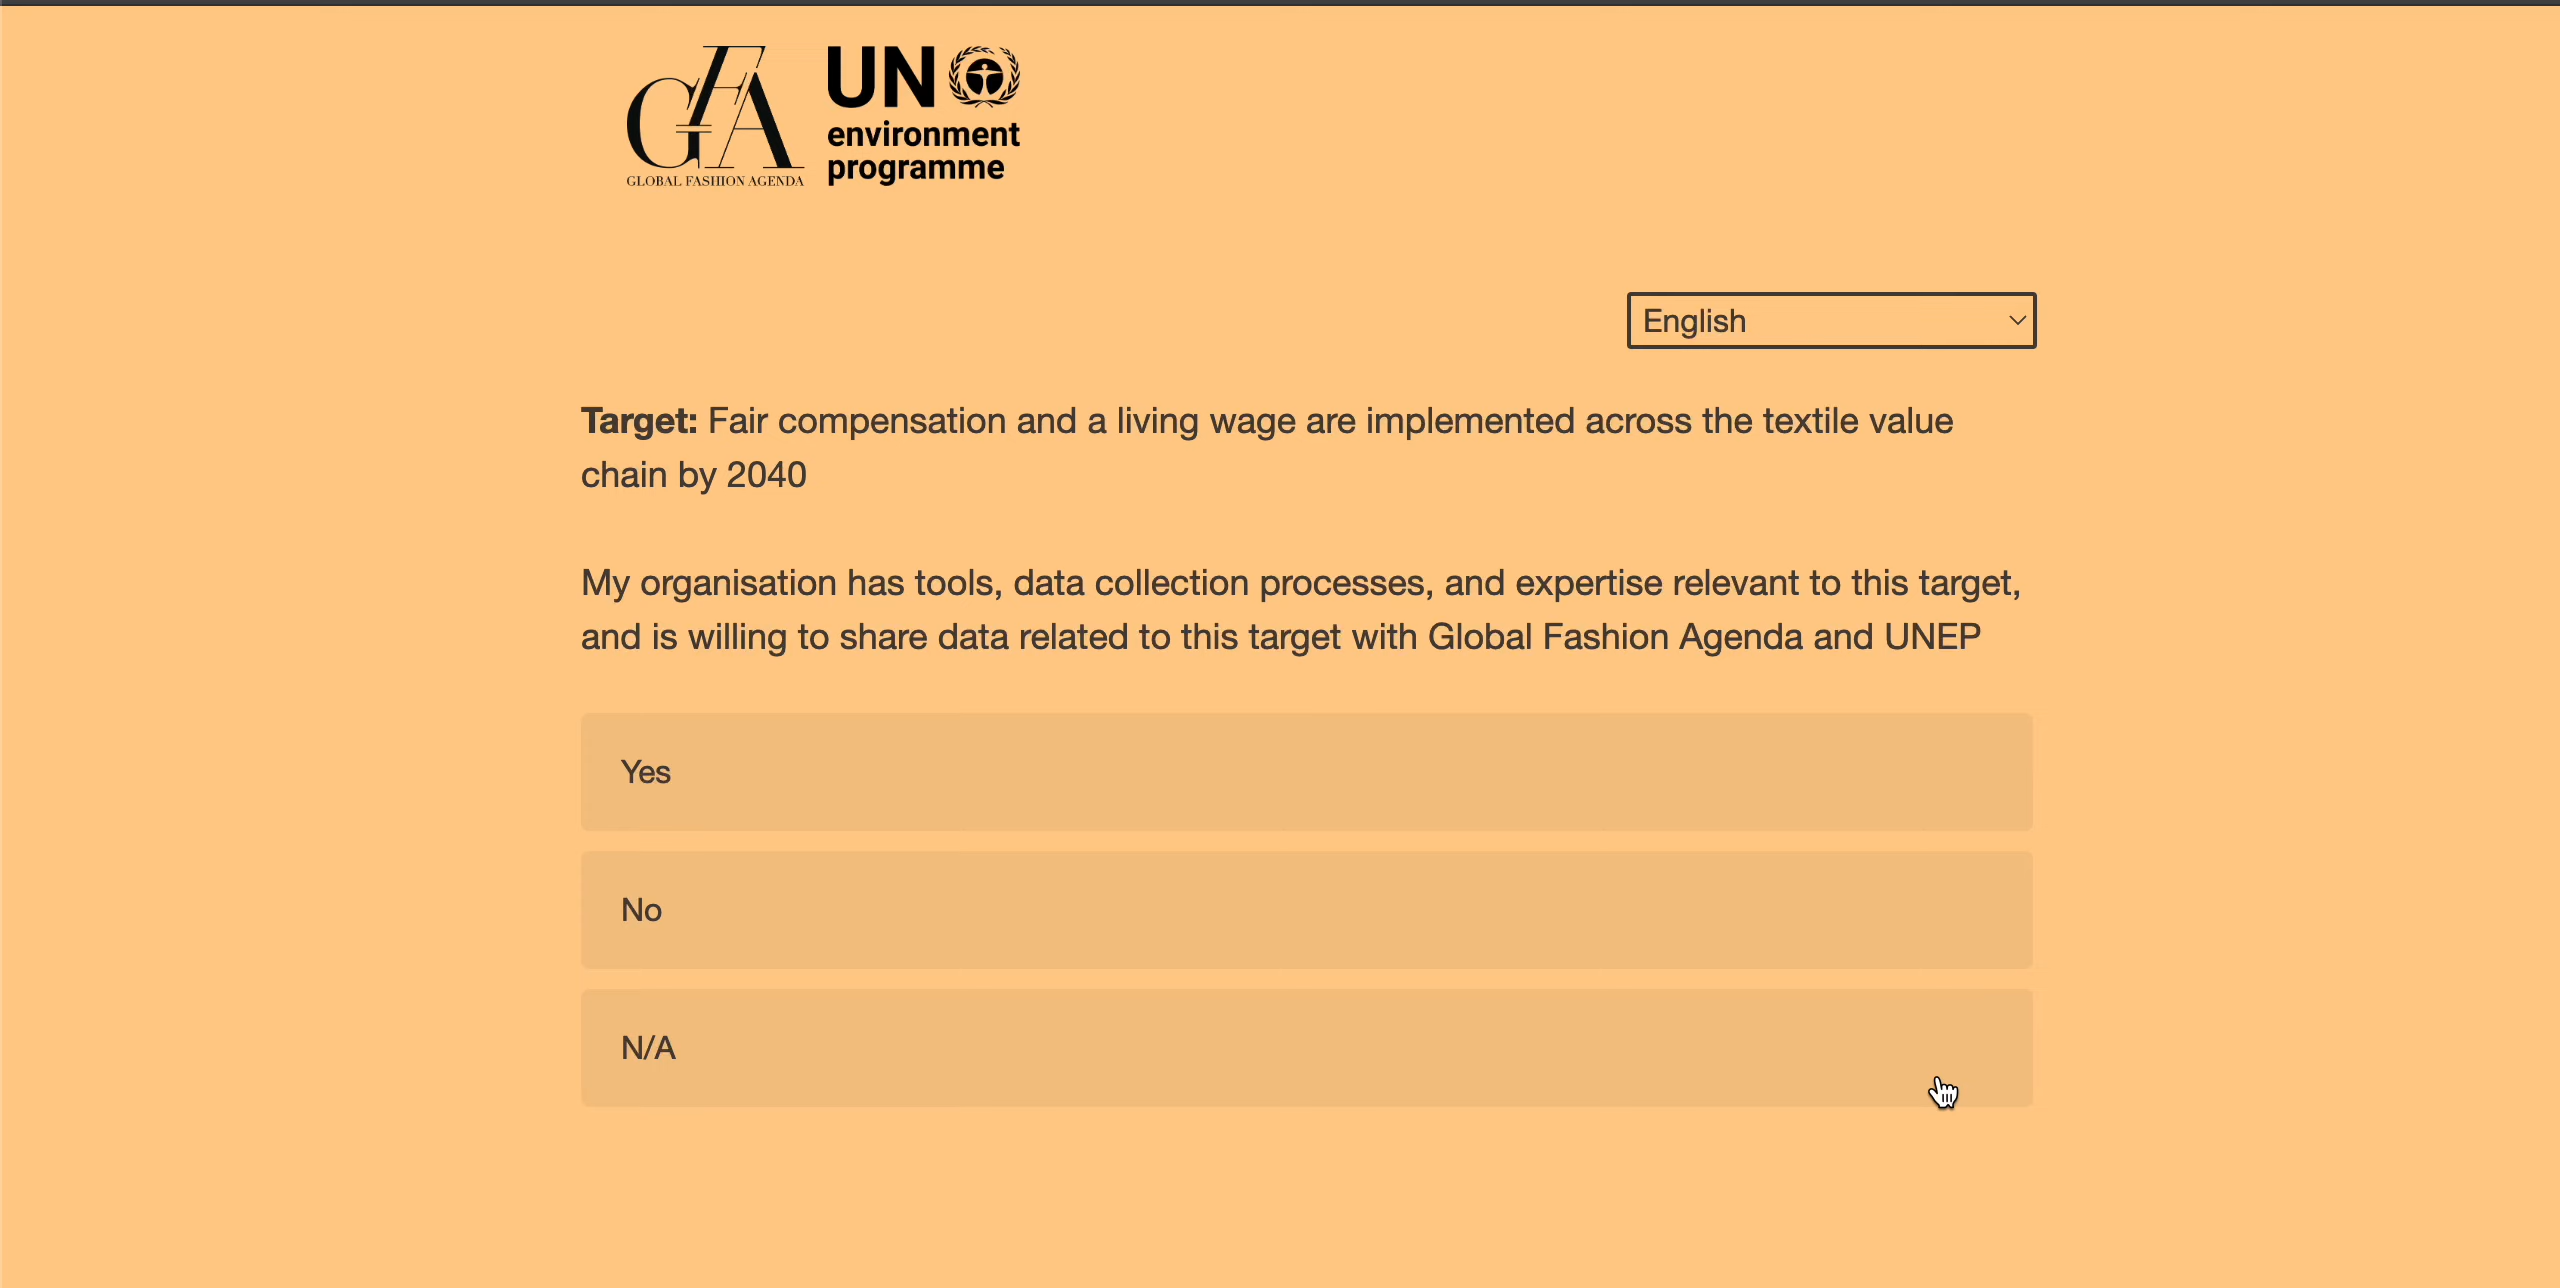 GFA
GLOBAL FASHION AGENDA
UN
environment
programme
English
Target: Fair compensation and a living wage are implemented across the textile value
chain by 2040
My organisation has tools, data collection processes, and expertise relevant to this target,
and is willing to share data related to this target with Global Fashion Agenda and UNEP
Yes
No
N/A